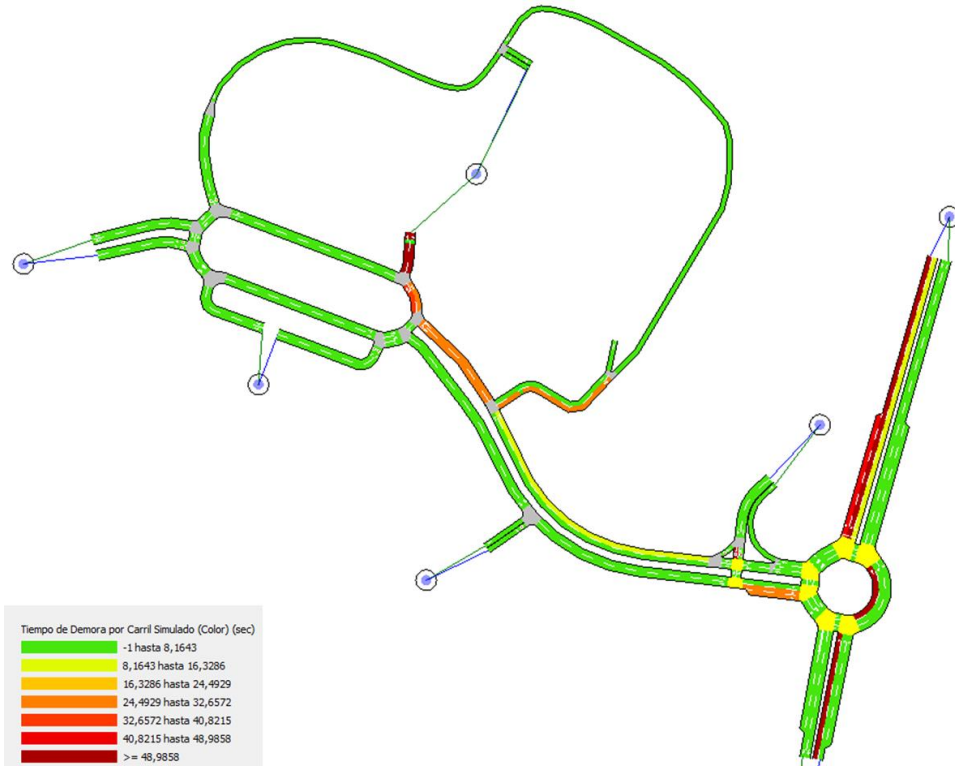 Tiempo de Demora por Carril Simulado (Color) (sec)
-1 hasta 8,1643
8,1643 hasta 16,3286
16,3286 hasta 24,4929
24,4929 hasta 32,6572
32,6572 hasta 40,8215
40,8215 hasta 48,9858
>= 48,9858